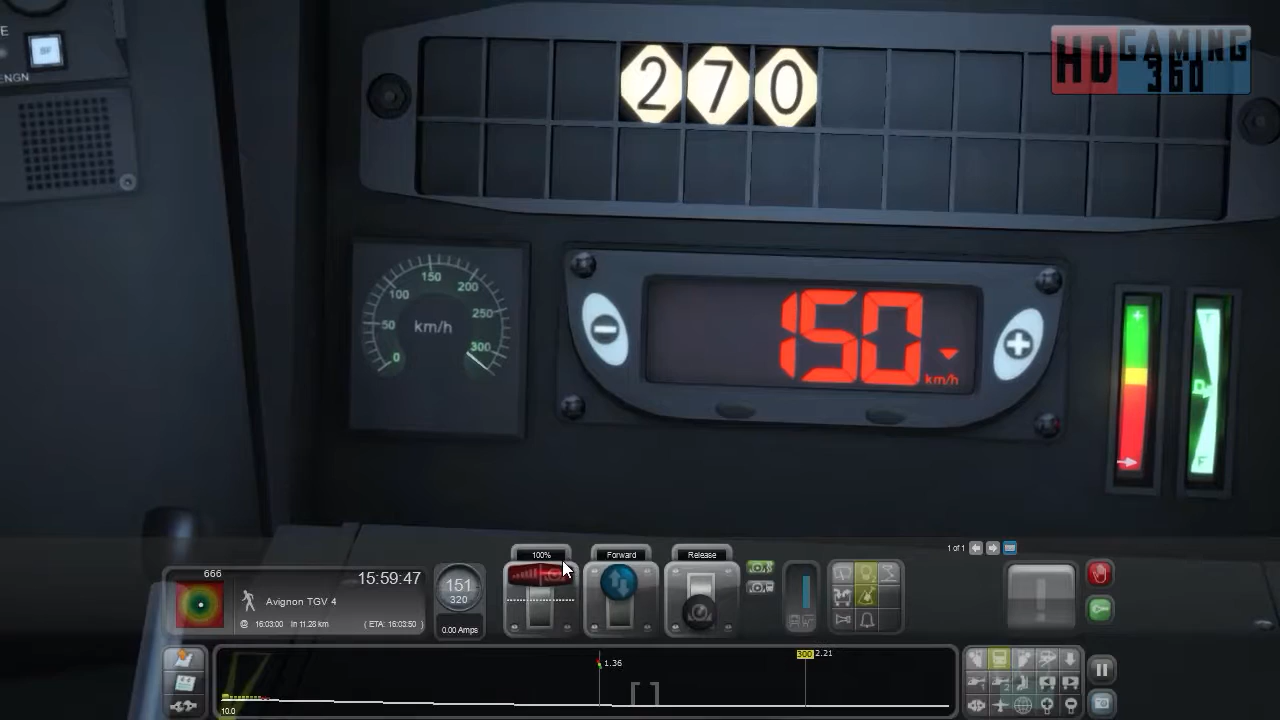 E
BF
ENGN
270
HD GAMING 360
150
100
200
50
km/h
250
0
300
150
km/h
100%
Forward
Release
1 of 1
666
15:59:47
Avignon TGV 4
@ 16:03:00 In 11.28 km ( ETA: 16:03:50 )
151
320
0.00 Amps
1.36
300 2.21
10.0